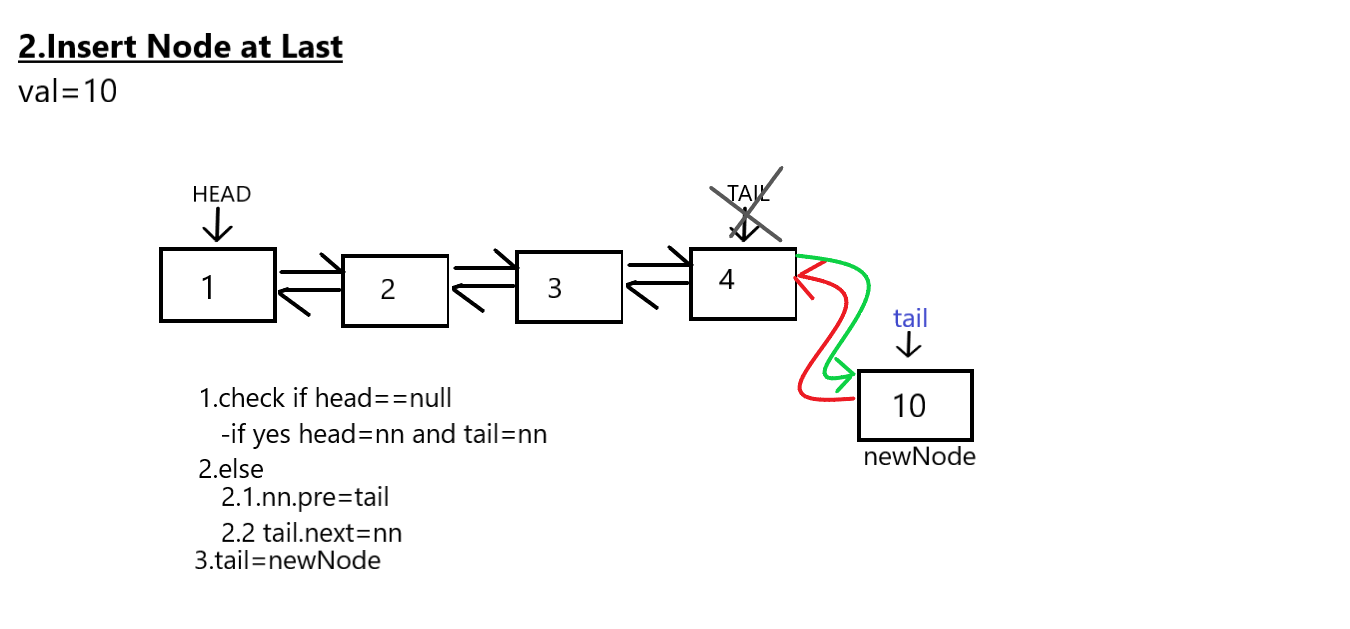 2.Insert Node at Last
val=10
HEAD
TAIL
1
2
3
4
tail
10
newNode
1.check if head==null
-if yes head=nn and tail=nn
2.else
2.1.nn.pre=tail
2.2 tail.next=nn
3.tail=newNode